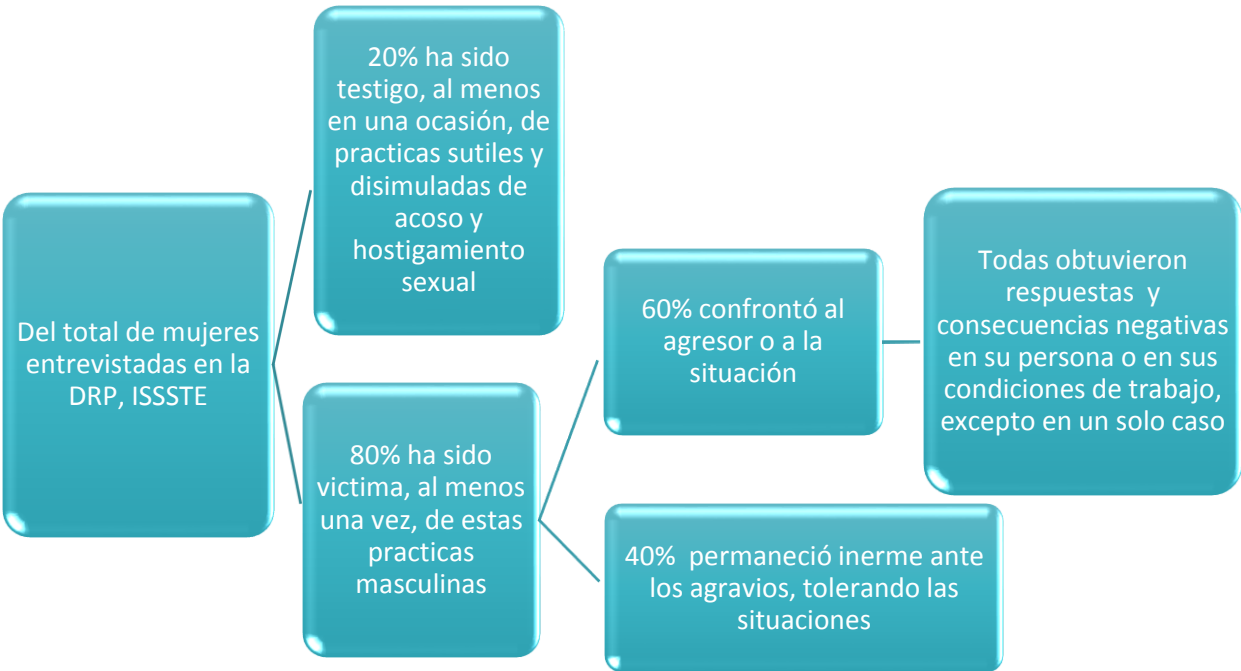 Del total de mujeres
entrevistadas en la
DRP, ISSSTE
20% ha sido
testigo, al menos
en una ocasión, de
practicas sutiles y
disimuladas de
acoso y
hostigamiento
sexual
80% ha sido
victima, al menos
una vez, de estas
practicas
masculinas
60% confrontó al
agresor o a la
situación
40% permaneció inerme ante
los agravios, tolerando las
situaciones
Todas obtuvieron
respuestas y
consecuencias negativas
en su persona o en sus
condiciones de trabajo,
excepto en un solo caso